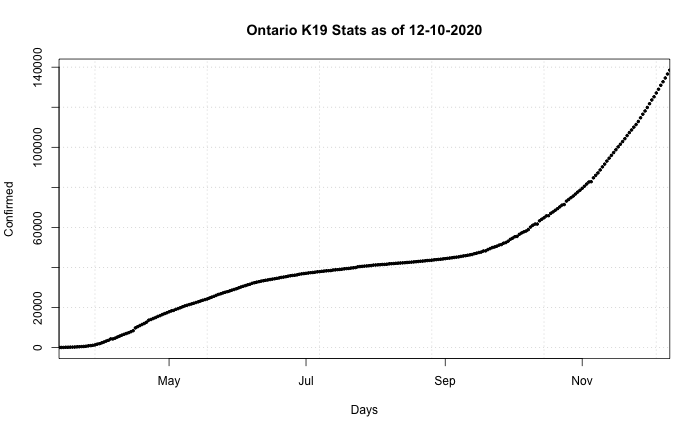 Ontario K19 Stats as of 12-10-2020
Confirmed
140000
100000
60000
20000
0
May Jul Sep Nov
Days